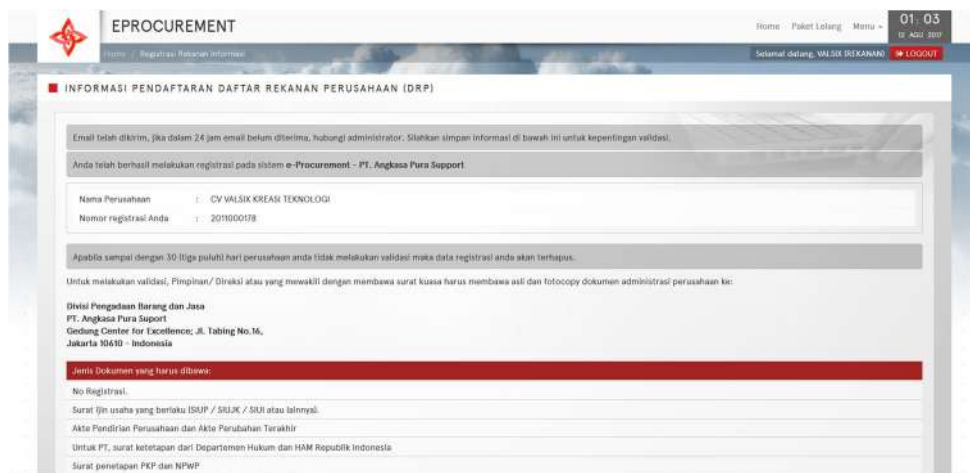 EPROCUREMENT
Home Paket Lelang Menu
01: 03
12 AGU 2017
Home / Registrasi Rekanan Informasi
Selamat datang, VALSIX (REKANAN)
LOGOUT
INFORMASI PENDAFTARAN DAFTAR REKANAN PERUSAHAAN (DRP)
Email telah dikirim, jika dalam 24 jam email belum diterima, hubungi administrator. Silahkan simpan informasi di bawah ini untuk kepentingan validasi.
Anda telah berhasil melakukan registrasi pada sistem e-Procurement - PT. Angkasa Pura Support
Nama Perusahaan : CV VALSIX KREASI TEKNOLOGI
Nomor registrasi Anda : 2011000178
Apabila sampai dengan 30 (tiga puluh) hari perusahaan anda tidak melakukan validasi maka data registrasi anda akan terhapus.
Untuk melakukan validasi, Pimpinan/ Direksi atau yang mewakili dengan membawa surat kuasa harus membawa asli dan fotocopy dokumen administrasi perusahaan ke:
Divisi Pengadaan Barang dan Jasa
PT. Angkasa Pura Suport
Gedung Center for Excellence; Jl. Tabing No.16,
Jakarta 10610 - Indonesia
Jenis Dokumen yang harus dibawa:
No Registrasi.
Surat Ijin usaha yang berlaku (SIUP / SIUJK / SIUI atau lainnya).
Akte Pendirian Perusahaan dan Akte Perubahan Terakhir
Untuk PT, surat ketetapan dari Departemen Hukum dan HAM Republik Indonesia
Surat penetapan PKP dan NPWP